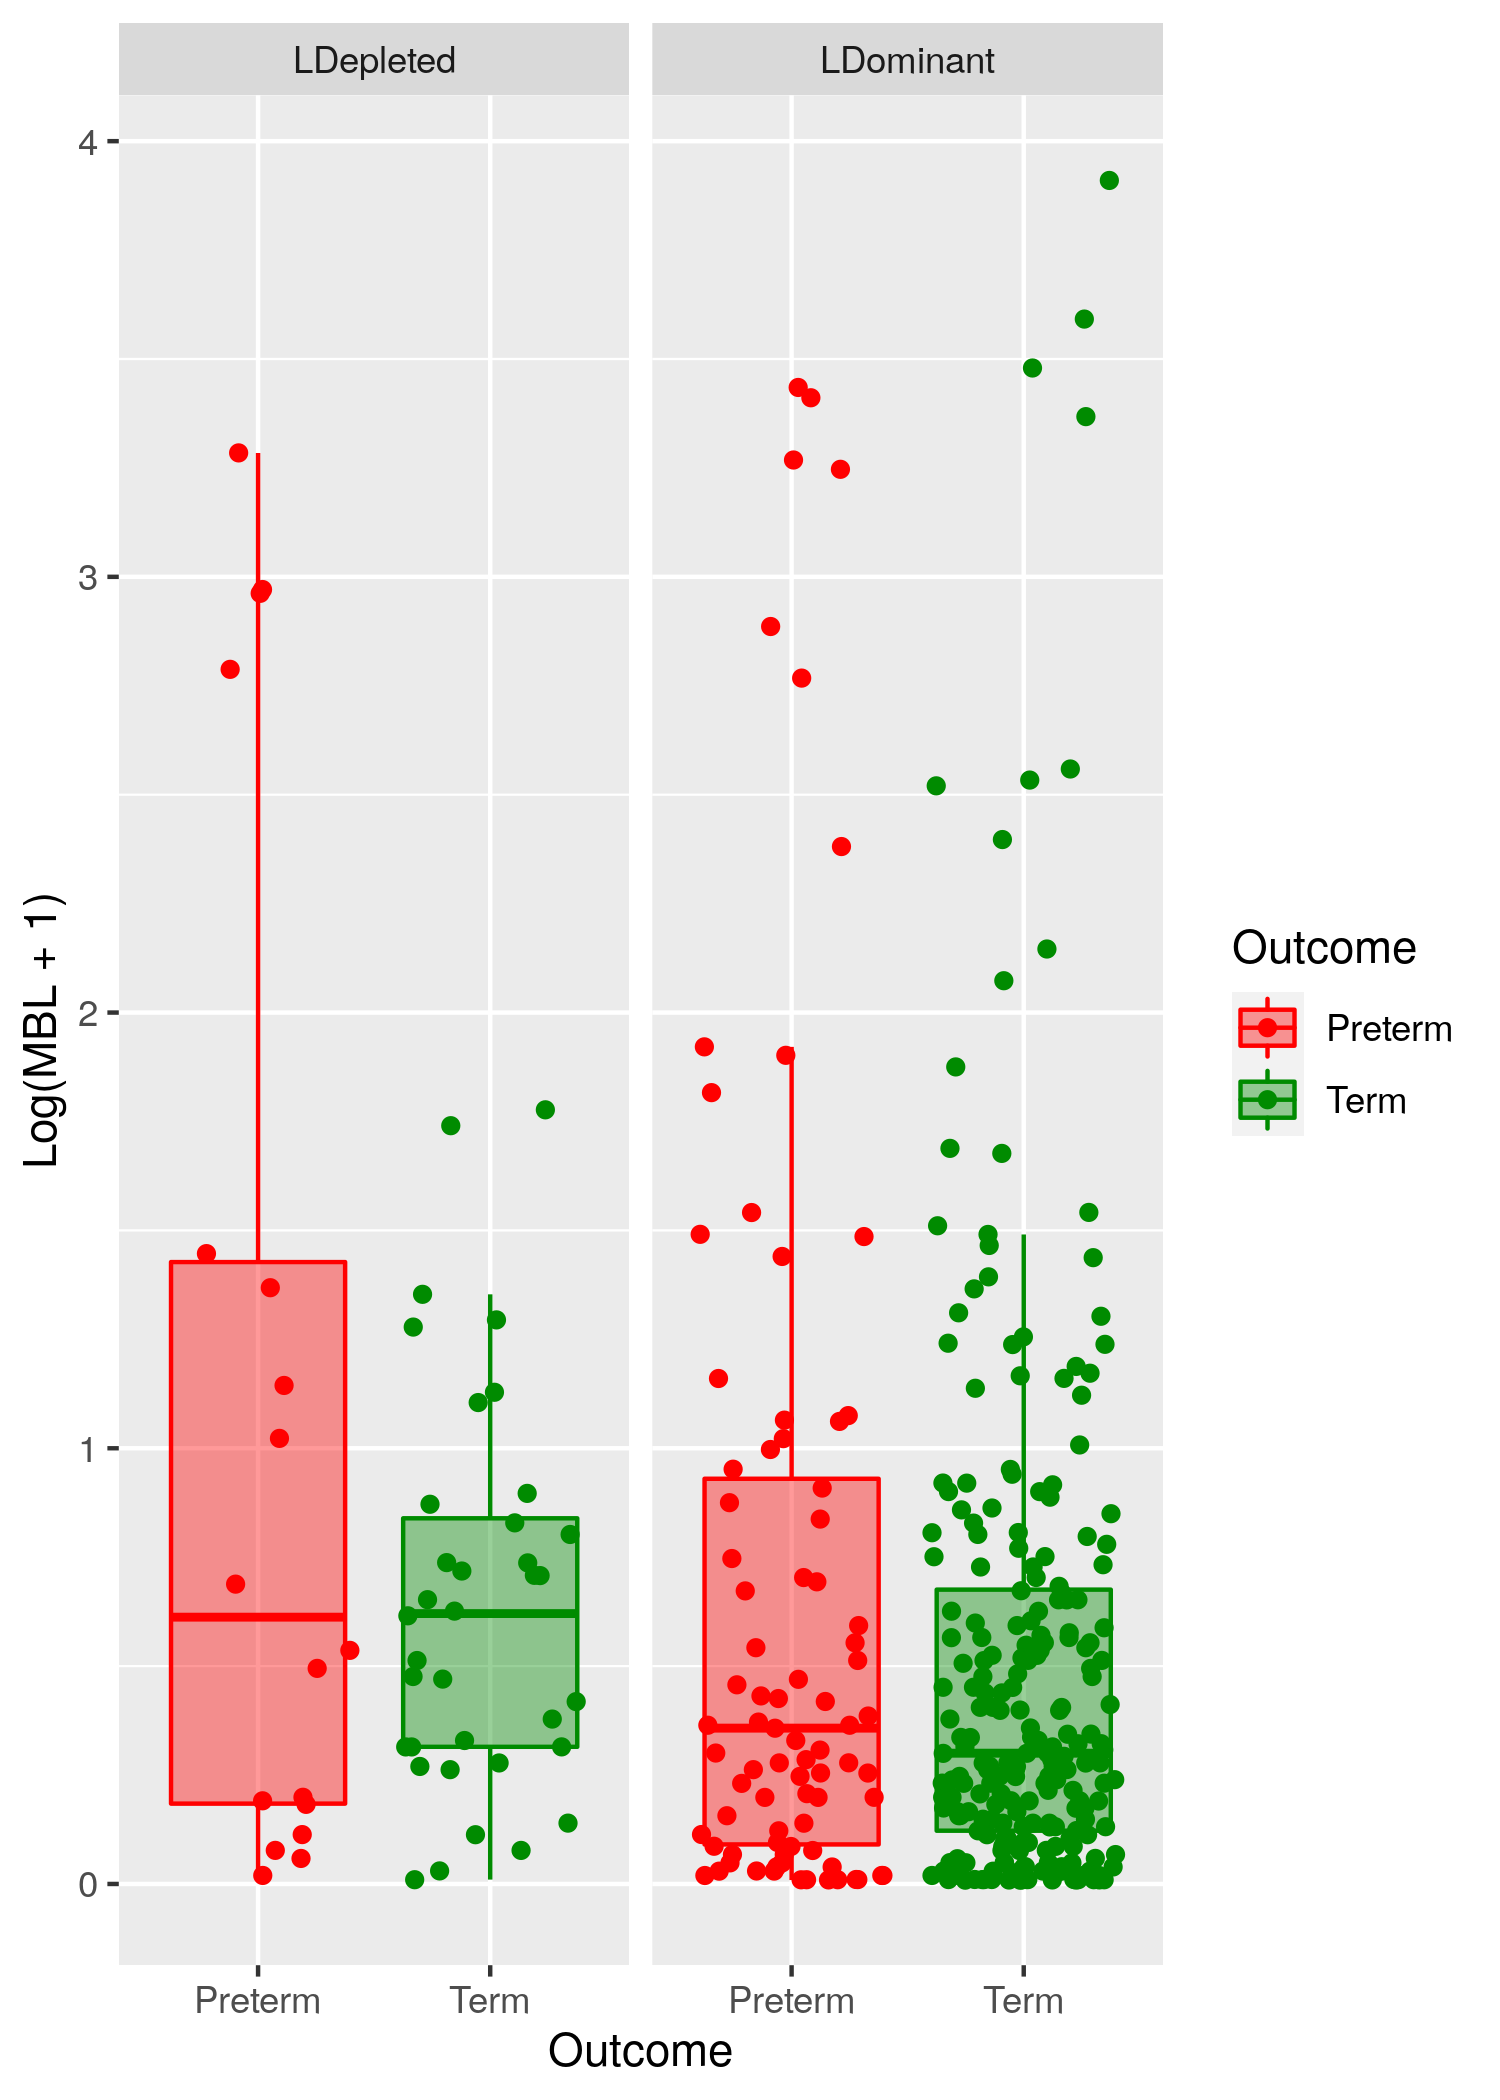 LDepleted LDominant
4
3
2
1
0
Log(MBL + 1)
Preterm Term Preterm Term
Outcome
Outcome
Preterm
Term